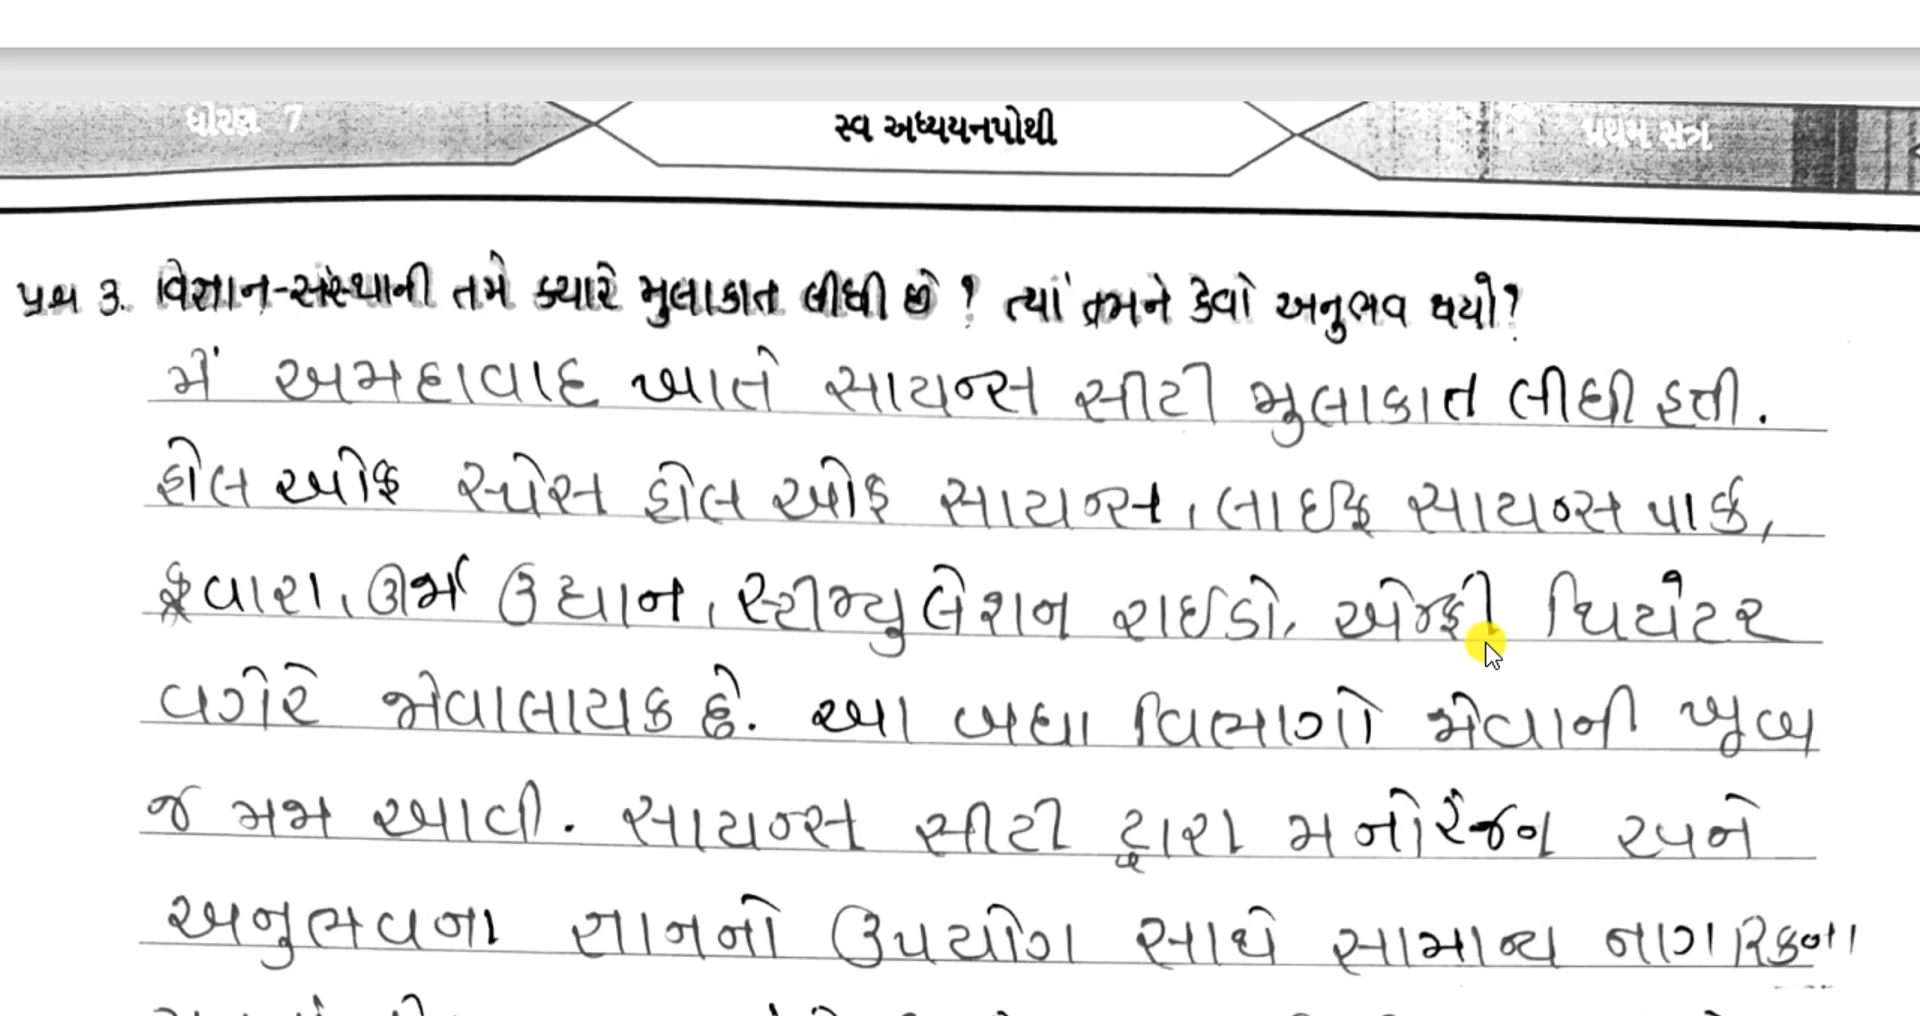 ધોરણ 7 સ્વ અધ્યયનપોથી પ્રથમ સત્ર
પ્રશ્ન 3. વિજ્ઞાન-સંસ્થાની તમે ક્યારે મુલાકાત લીધી છે ? ત્યાં તમને કેવો અનુભવ થયો?
મેં અમદાવાદ ખાતે સાયન્સ સીટી મુલાકાત લીધી હતી.
હોલ ઓફ સ્પેસ હોલ ઓફ સાયન્સ, લાઈફ સાયન્સ પાર્ક,
ફુવારા, ઊર્જા ઉદ્યાન, સ્ટીમ્યુલેશન રાઈડો, એમ્ફી થિયેટર
વગેરે જોવાલાયક છે. આ બધા વિભાગો જોવાની ખૂબ
જ મજા આવી. સાયન્સ સીટી દ્વારા મનોરંજન અને
અનુભવના જ્ઞાનનો ઉપયોગ સાથે સામાન્ય નાગરિકના